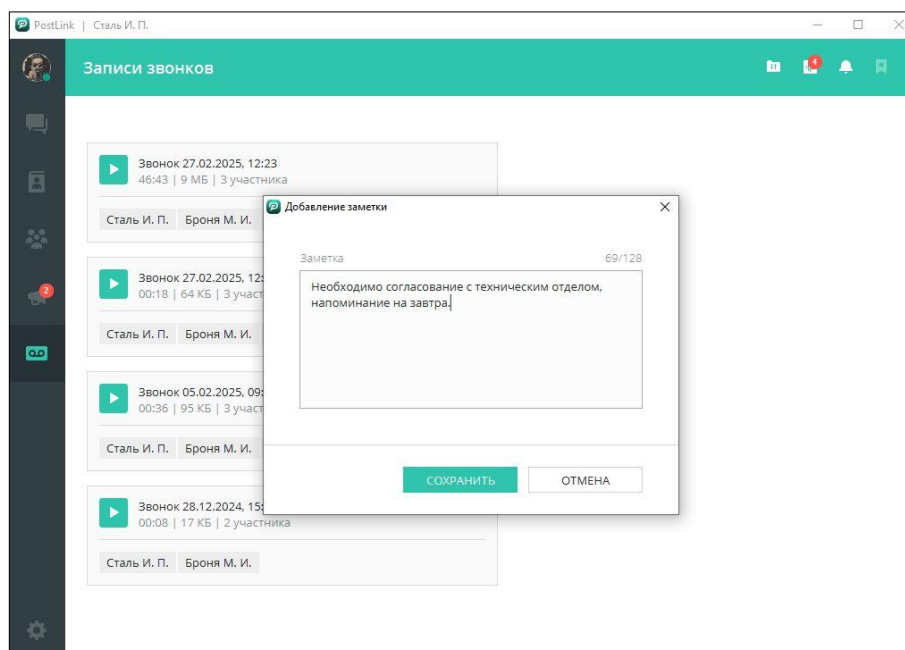 PostLink | Сталь И. П.
Записи звонков
4
2
Звонок 27.02.2025, 12:23
46:43 | 9 МБ | 3 участника
Сталь И. П. Броня М. И.
Звонок 27.02.2025, 12:
00:18 | 64 КБ | 3 участ
Сталь И. П. Броня М. И.
Звонок 05.02.2025, 09:
00:36 | 95 КБ | 3 участ
Сталь И. П. Броня М. И.
Звонок 28.12.2024, 15:
00:08 | 17 КБ | 2 участника
Сталь И. П. Броня М. И.
Добавление заметки
Заметка 69/128
Необходимо согласование с техническим отделом,
напоминание на завтра.
СОХРАНИТЬ ОТМЕНА